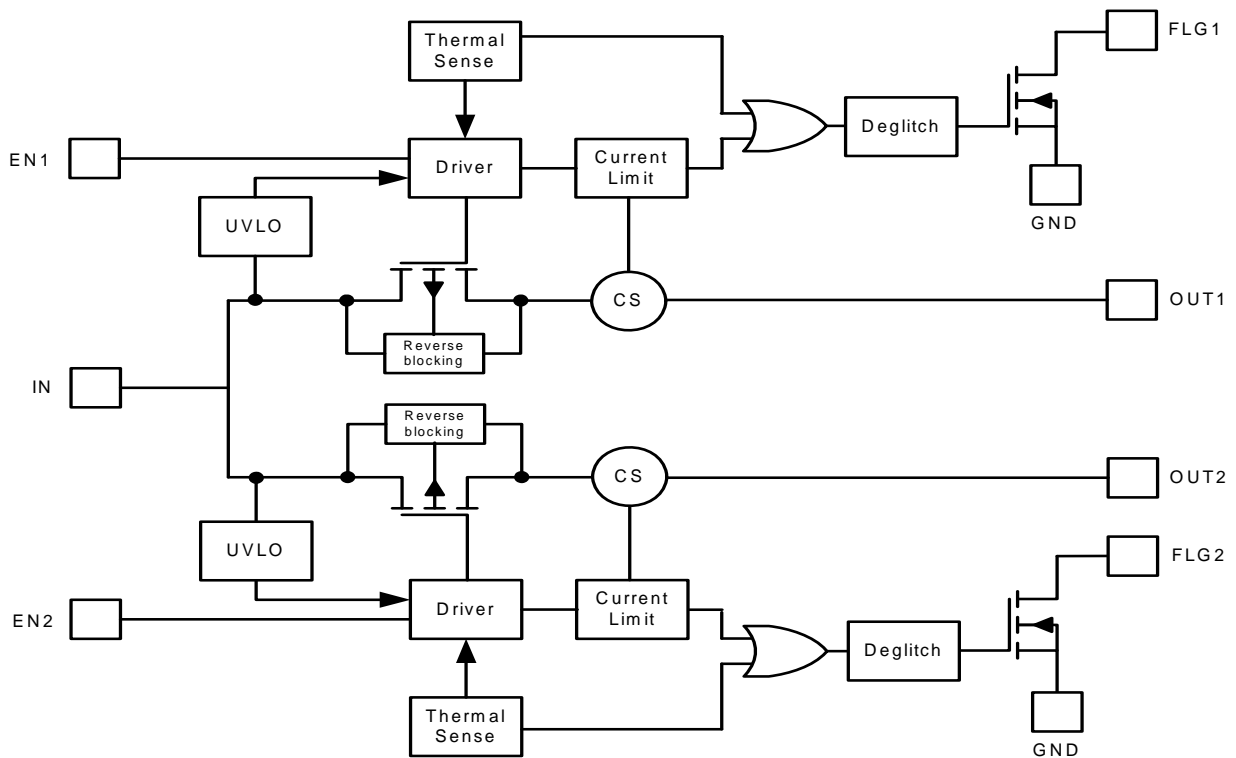 Thermal
Sense
FLG1
EN1
Driver
Current
Limit
Deglitch
UVLO
GND
CS
OUT1
Reverse
blocking
IN
Reverse
blocking
CS
OUT2
UVLO
FLG2
EN2
Driver
Current
Limit
Deglitch
Thermal
Sense
GND